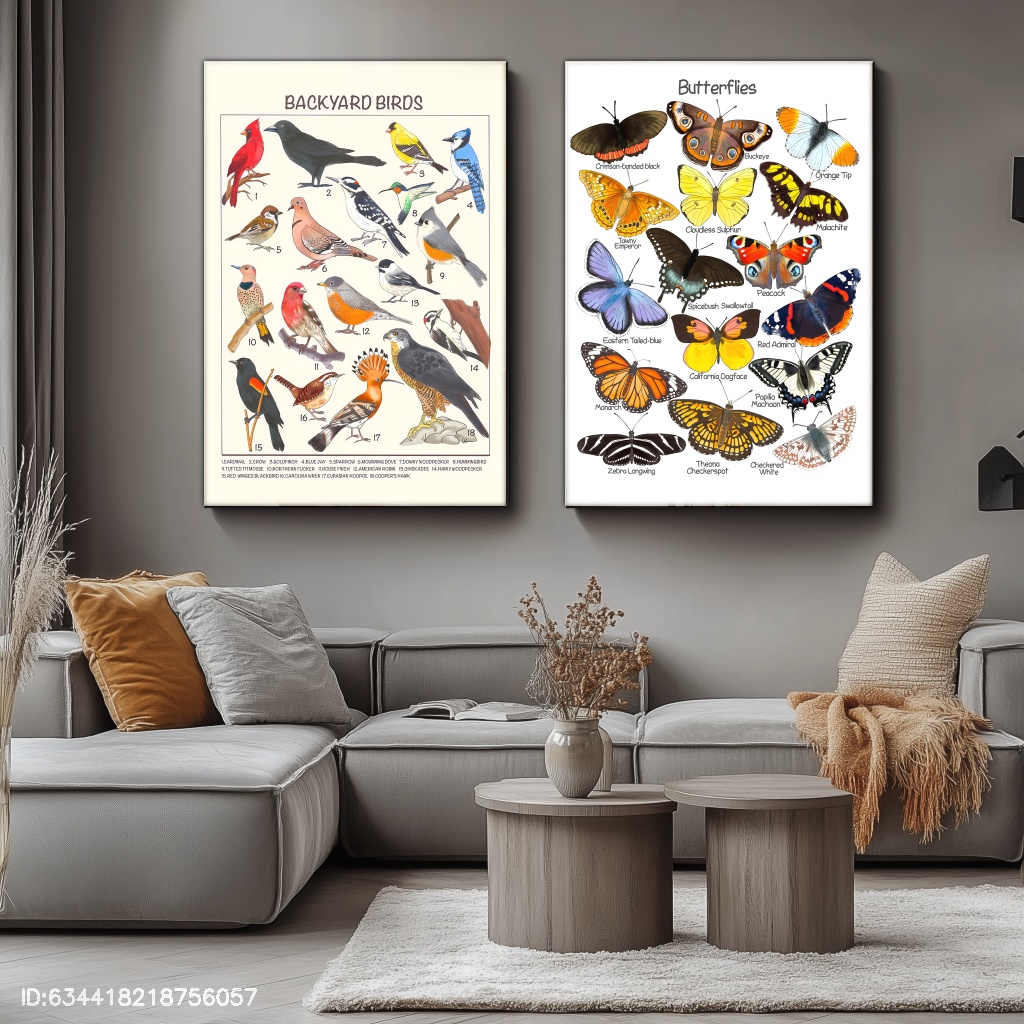 BACKYARD BIRDS
1
2
3
4
5
6
7
8
9
10
11
12
13
14
15
16
17
18
1.CARDINAL 2.CROW 3.GOLDFINCH 4.BLUE JAY 5.SPARROW 6.MOURNING DOVE 7.DOWNY WOODPECKER 8.HUMMINGBIRD
9.TUFTED TITMOUSE 10.NORTHERN FLICKER 11.HOUSE FINCH 12.AMERICAN ROBIN 13.CHICKADEE 14.HAIRY WOODPECKER
15.RED-WINGED BLACKBIRD 16.CAROLINA WREN 17.EURASIAN HOOPOE 18.COOPER'S HAWK
Butterflies
Crimson-banded black
Buckeye
Orange Tip
Tawny
Emperor
Cloudless Sulphur
Malachite
Eastern Tailed-blue
Spicebush Swallowtail
Peacock
Red Admiral
California Dogface
Monarch
Papilio
Machaon
Zebra Longwing
Theona
Checkerspot
Checkered
White
ID:634418218756057